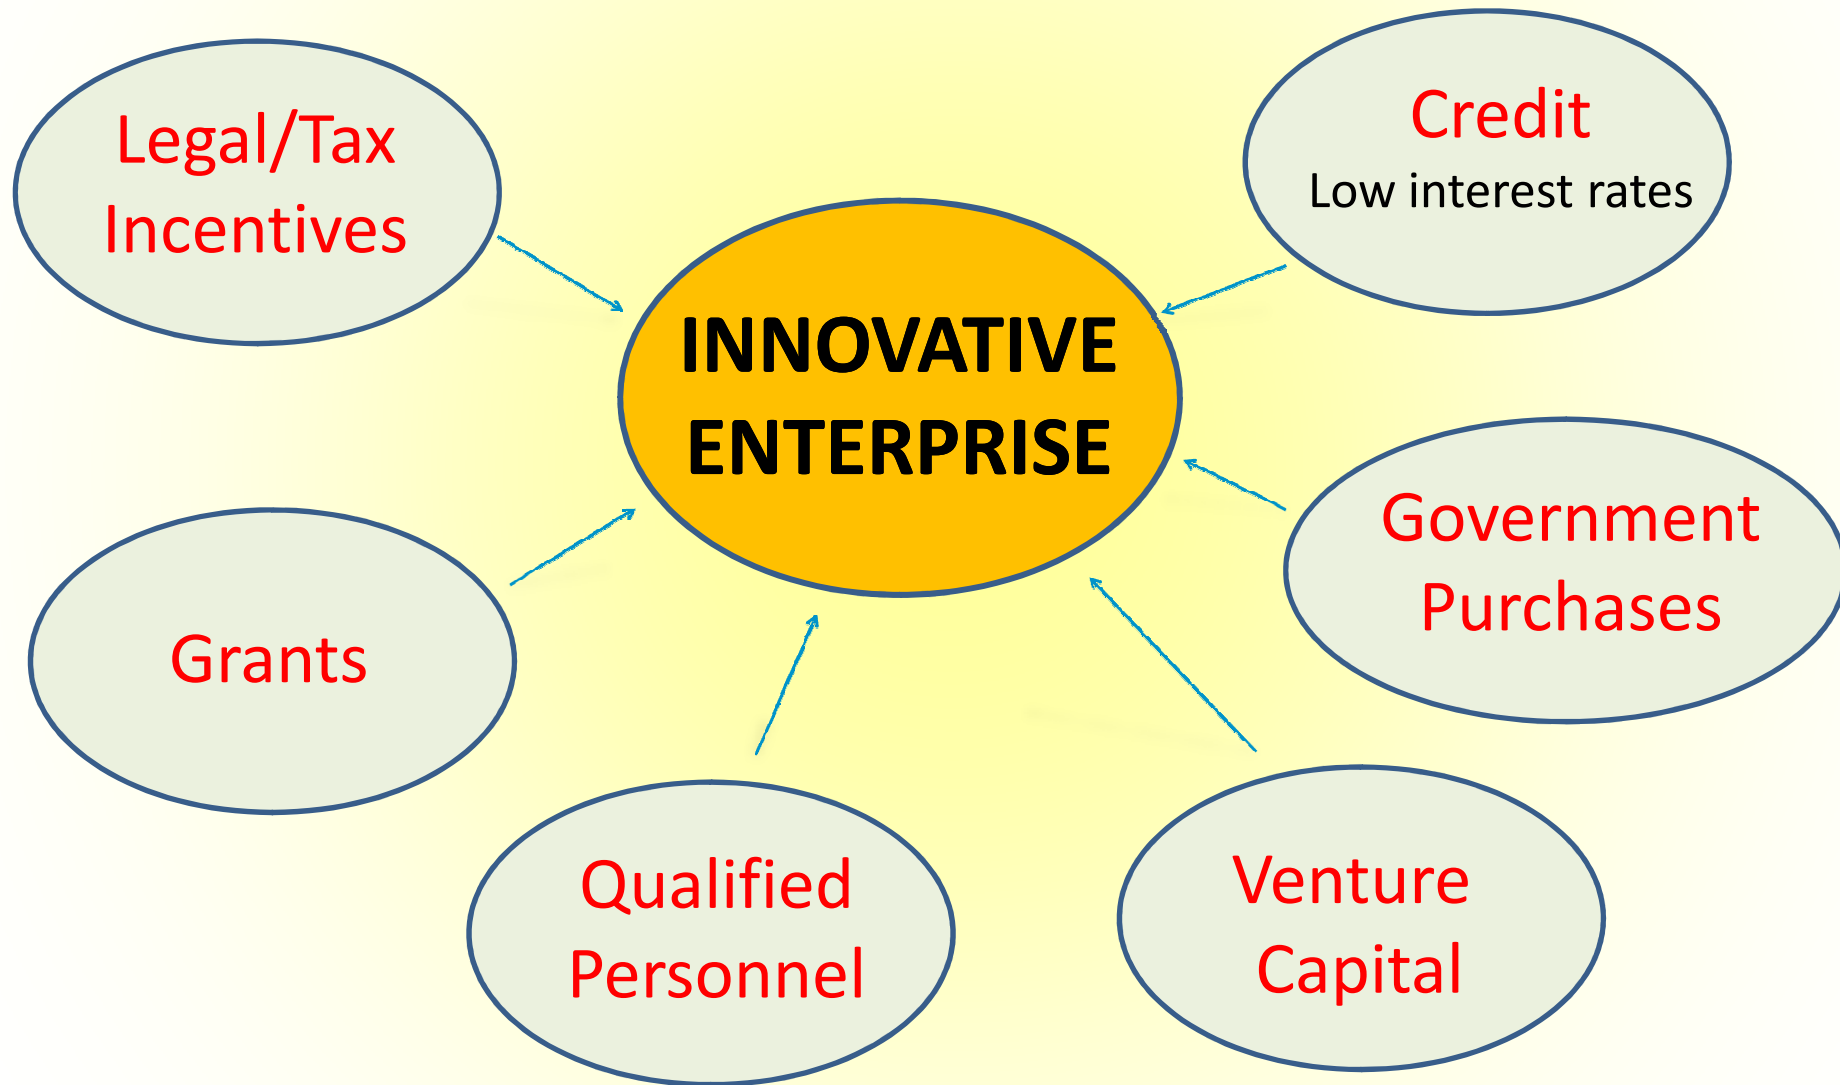 Legal/Tax
Incentives
Credit
Low interest rates
INNOVATIVE
ENTERPRISE
Government
Purchases
Grants
Qualified
Personnel
Venture
Capital